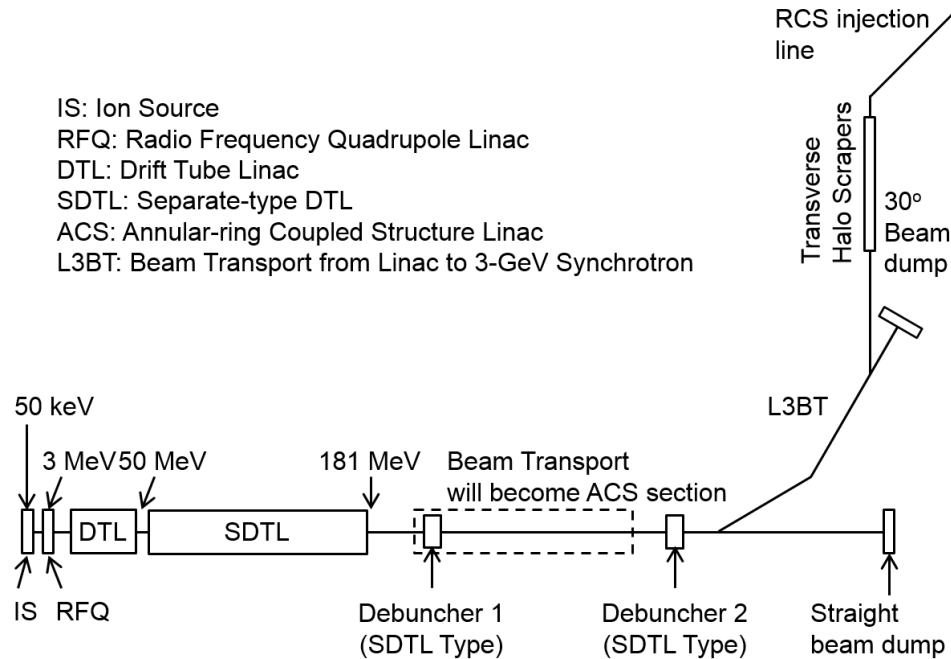 RCS injection
line
IS: Ion Source
RFQ: Radio Frequency Quadrupole Linac
DTL: Drift Tube Linac
SDTL: Separate-type DTL
ACS: Annular-ring Coupled Structure Linac
L3BT: Beam Transport from Linac to 3-GeV Synchrotron
Transverse
Halo Scrapers
30º
Beam
dump
L3BT
50 keV
3 MeV
50 MeV
181 MeV
Beam Transport
will become ACS section
DTL
SDTL
IS
RFQ
Debuncher 1
(SDTL Type)
Debuncher 2
(SDTL Type)
Straight
beam dump